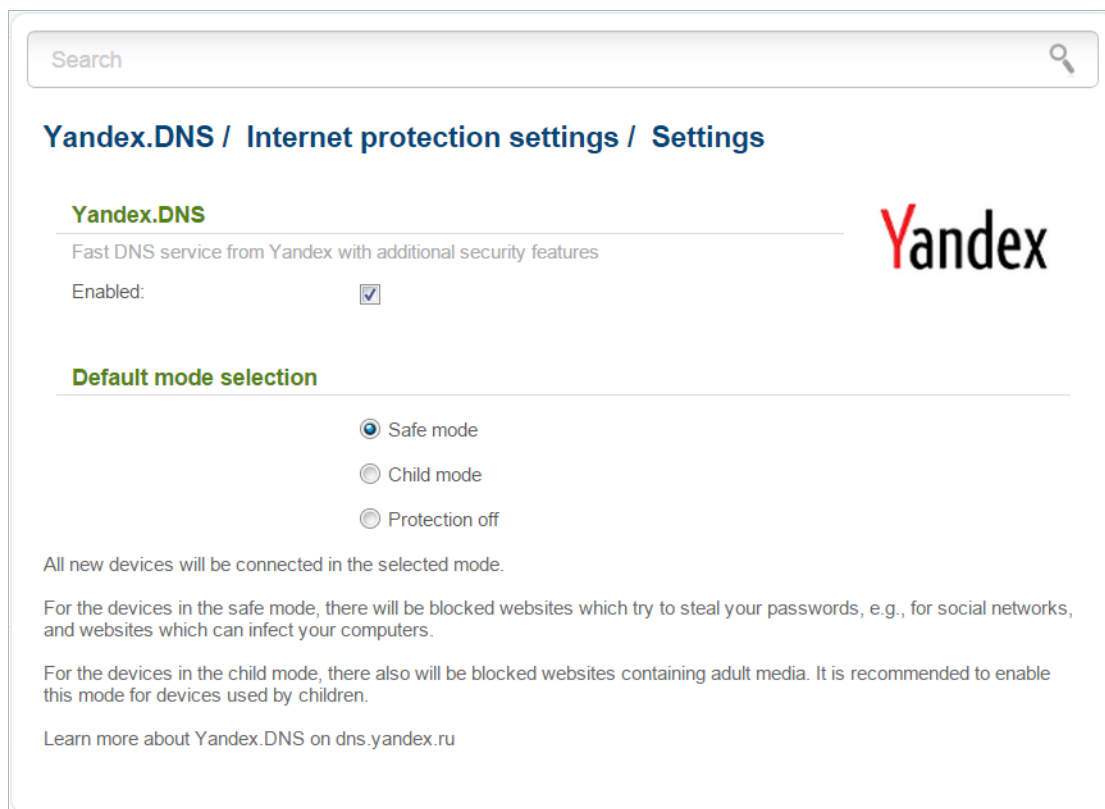 Search
Yandex.DNS / Internet protection settings / Settings
Yandex.DNS
Yandex
Fast DNS service from Yandex with additional security features
Enabled:
Default mode selection
Safe mode
Child mode
Protection off
All new devices will be connected in the selected mode.
For the devices in the safe mode, there will be blocked websites which try to steal your passwords, e.g., for social networks,
and websites which can infect your computers.
For the devices in the child mode, there also will be blocked websites containing adult media. It is recommended to enable
this mode for devices used by children.
Learn more about Yandex.DNS on dns.yandex.ru